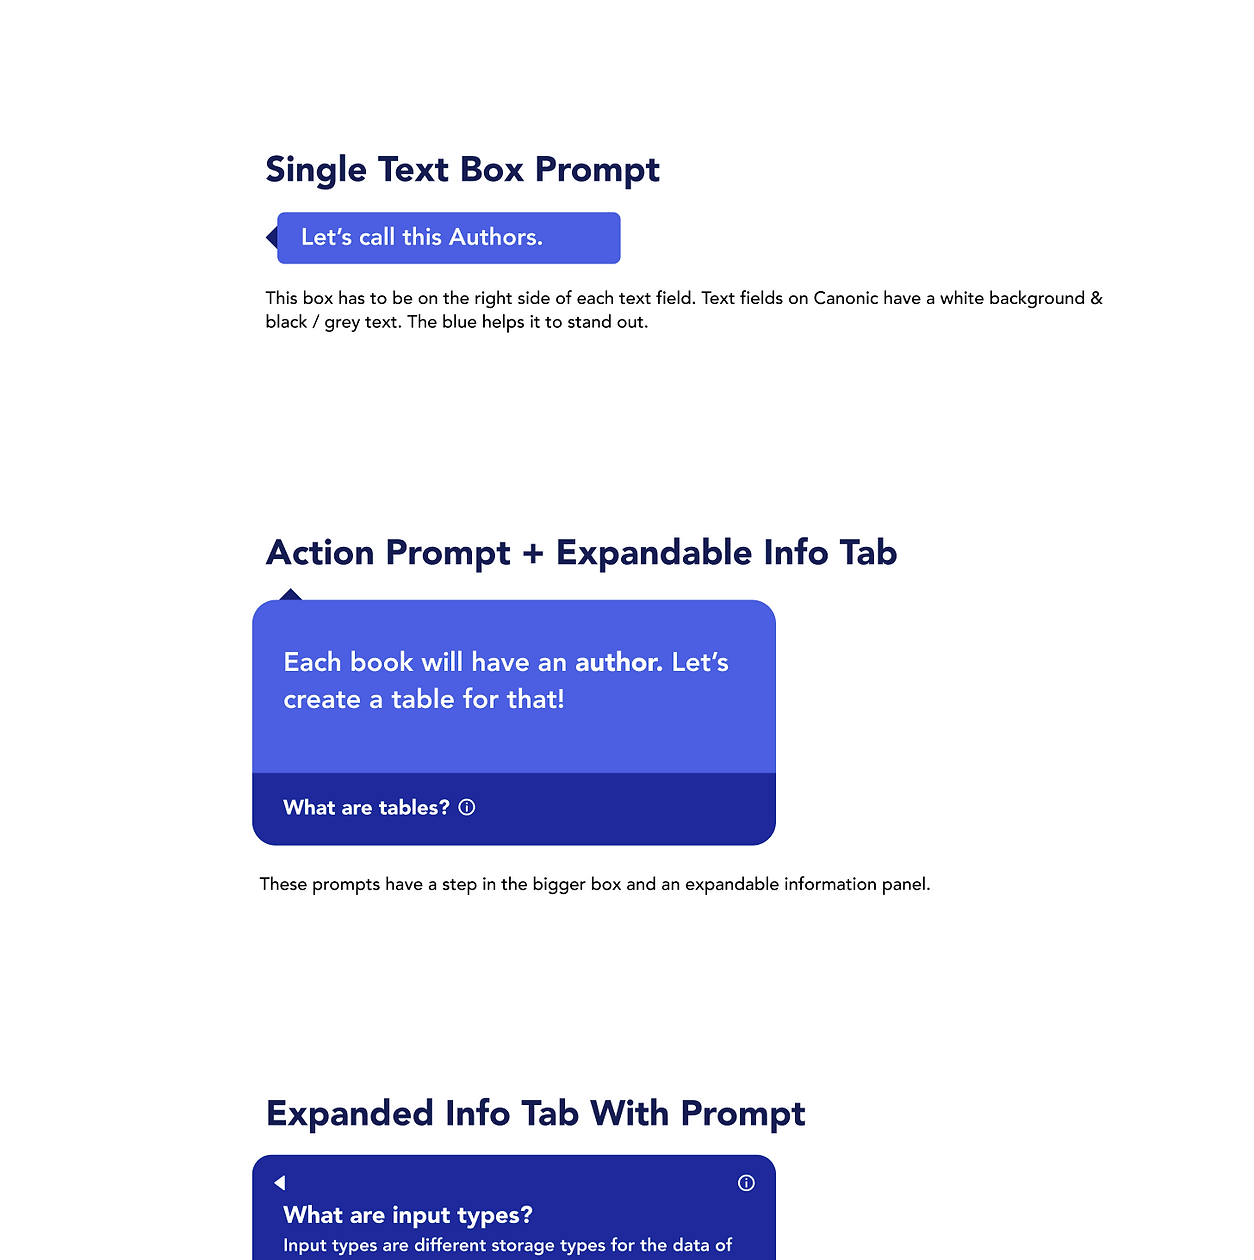 Single Text Box Prompt
Let’s call this Authors.
This box has to be on the right side of each text field. Text fields on Canonic have a white background &
black / grey text. The blue helps it to stand out.
Action Prompt + Expandable Info Tab
Each book will have an author. Let’s
create a table for that!
What are tables?
These prompts have a step in the bigger box and an expandable information panel.
Expanded Info Tab With Prompt
What are input types?
Input types are different storage types for the data of